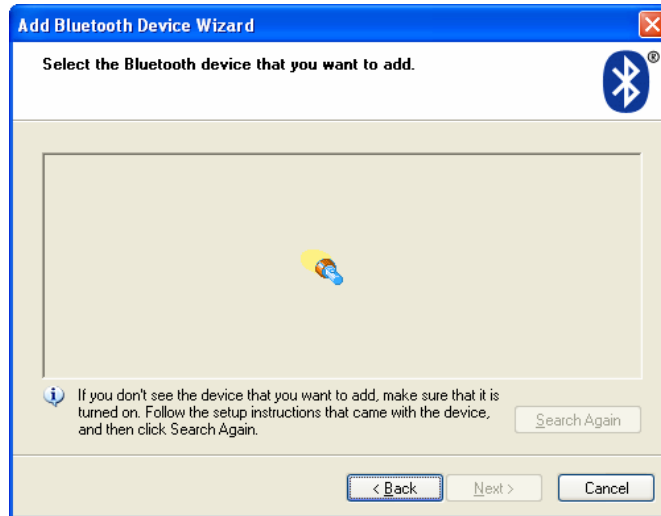 Add Bluetooth Device Wizard
Select the Bluetooth device that you want to add.
®
If you don't see the device that you want to add, make sure that it is
turned on. Follow the setup instructions that came with the device,
and then click Search Again.
Search Again
< Back
Next >
Cancel